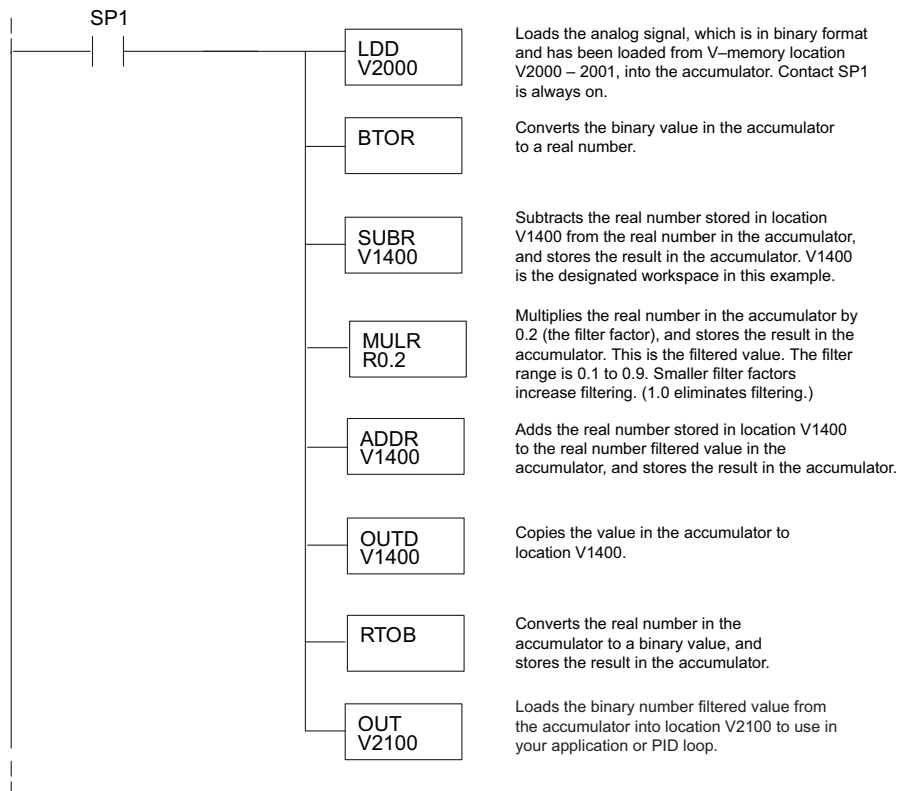 SP1
LDD
V2000
Loads the analog signal, which is in binary format
and has been loaded from V–memory location
V2000 – 2001, into the accumulator. Contact SP1
is always on.
BTOR
Converts the binary value in the accumulator
to a real number.
SUBR
V1400
Subtracts the real number stored in location
V1400 from the real number in the accumulator,
and stores the result in the accumulator. V1400
is the designated workspace in this example.
MULR
R0.2
Multiplies the real number in the accumulator by
0.2 (the filter factor), and stores the result in the
accumulator. This is the filtered value. The filter
range is 0.1 to 0.9. Smaller filter factors
increase filtering. (1.0 eliminates filtering.)
ADDR
V1400
Adds the real number stored in location V1400
to the real number filtered value in the
accumulator, and stores the result in the accumulator.
OUTD
V1400
Copies the value in the accumulator to
location V1400.
RTOB
Converts the real number in the
accumulator to a binary value, and
stores the result in the accumulator.
OUT
V2100
Loads the binary number filtered value from
the accumulator into location V2100 to use in
your application or PID loop.